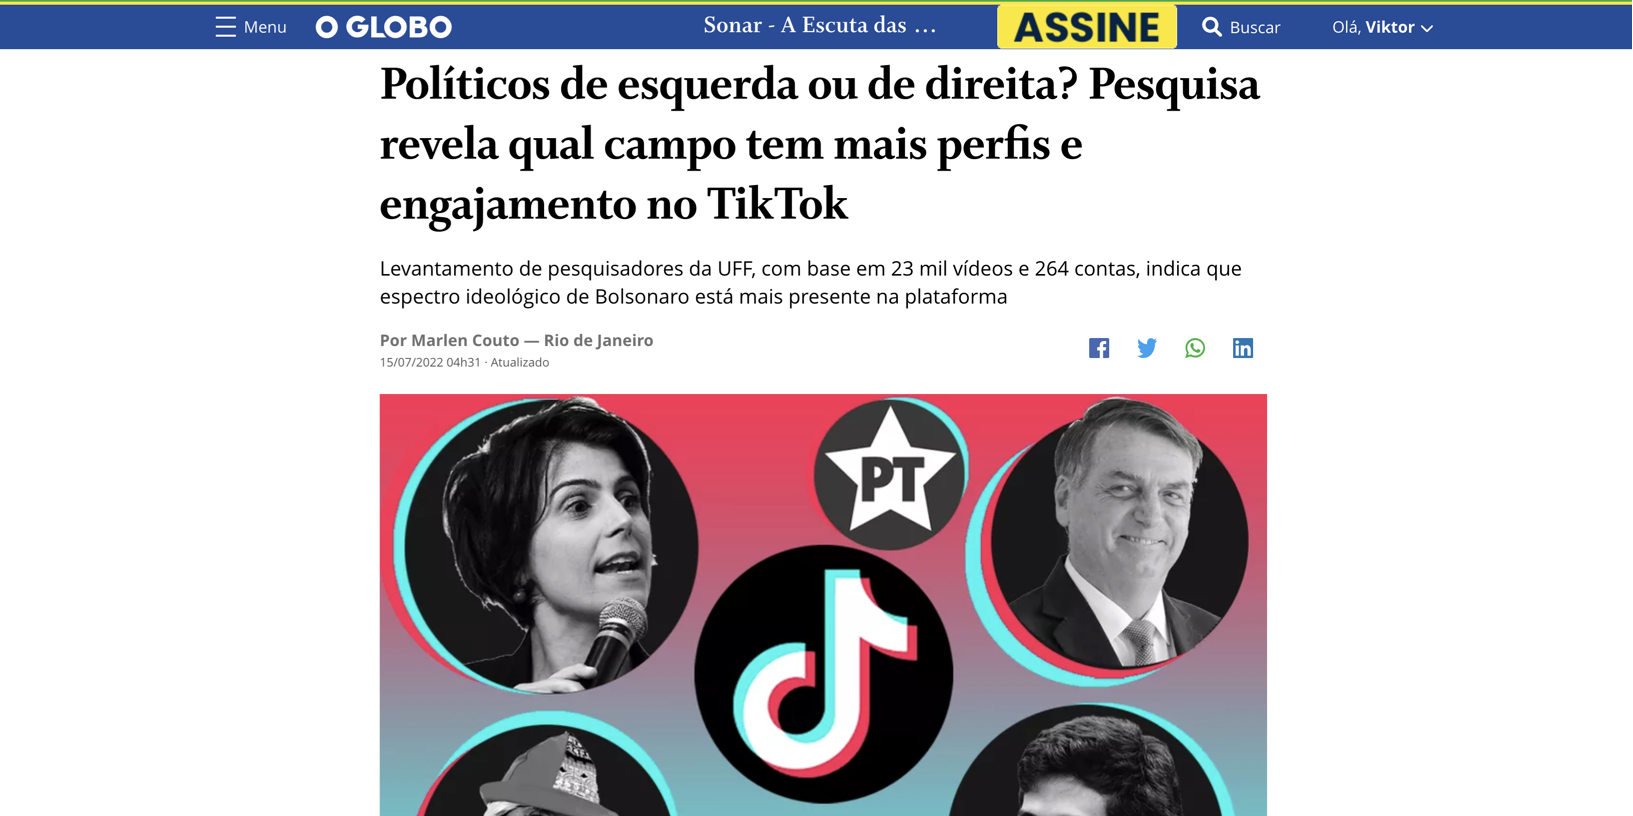 Menu
O GLOBO
Sonar - A Escuta das ...
ASSINE
Buscar
Olá, Viktor
Políticos de esquerda ou de direita? Pesquisa
revela qual campo tem mais perfis e
engajamento no TikTok
Levantamento de pesquisadores da UFF, com base em 23 mil vídeos e 264 contas, indica que
espectro ideológico de Bolsonaro está mais presente na plataforma
Por Marlen Couto — Rio de Janeiro
15/07/2022 04h31 · Atualizado
PT